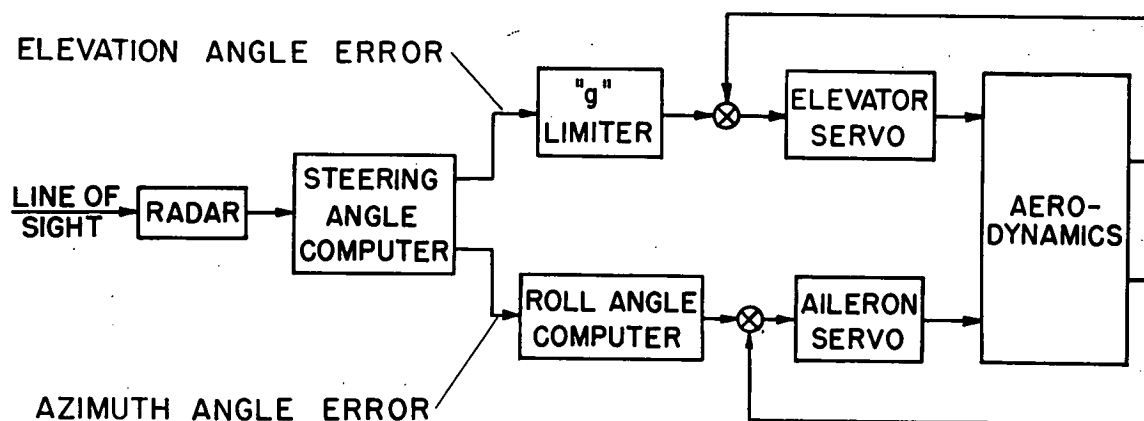 ELEVATION ANGLE ERROR
"g"
LIMITER
ELEVATOR
SERVO
LINE OF
SIGHT
RADAR
STEERING
ANGLE
COMPUTER
AERO-
DYNAMICS
ROLL ANGLE
COMPUTER
AILERON
SERVO
AZIMUTH ANGLE ERROR